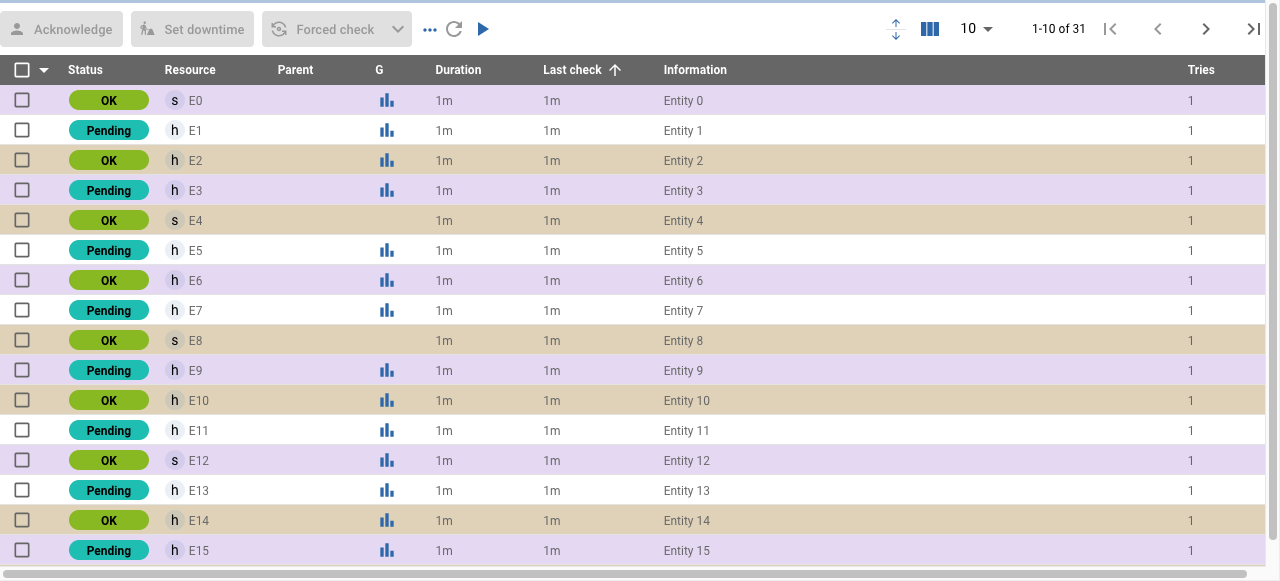 Acknowledge Set downtime Forced check 10 1-10 of 31
Status Resource Parent G Duration Last check Information Tries
OK s E0 1m 1m Entity 0 1
Pending h E1 1m 1m Entity 1 1
OK h E2 1m 1m Entity 2 1
Pending h E3 1m 1m Entity 3 1
OK s E4 1m 1m Entity 4 1
Pending h E5 1m 1m Entity 5 1
OK h E6 1m 1m Entity 6 1
Pending h E7 1m 1m Entity 7 1
OK s E8 1m 1m Entity 8 1
Pending h E9 1m 1m Entity 9 1
OK h E10 1m 1m Entity 10 1
Pending h E11 1m 1m Entity 11 1
OK s E12 1m 1m Entity 12 1
Pending h E13 1m 1m Entity 13 1
OK h E14 1m 1m Entity 14 1
Pending h E15 1m 1m Entity 15 1